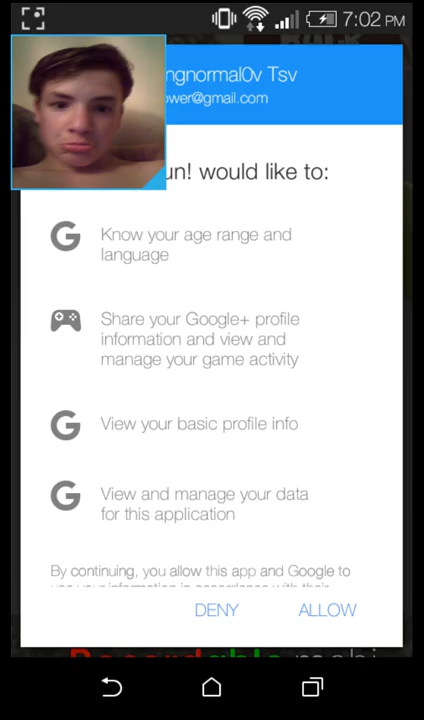 7:02 PM
ngnormal0v Tsv
ower@gmail.com
un! would like to:
Know your age range and
language
Share your Google+ profile
information and view and
manage your game activity
View your basic profile info
View and manage your data
for this application
By continuing, you allow this app and Google to
DENY
ALLOW